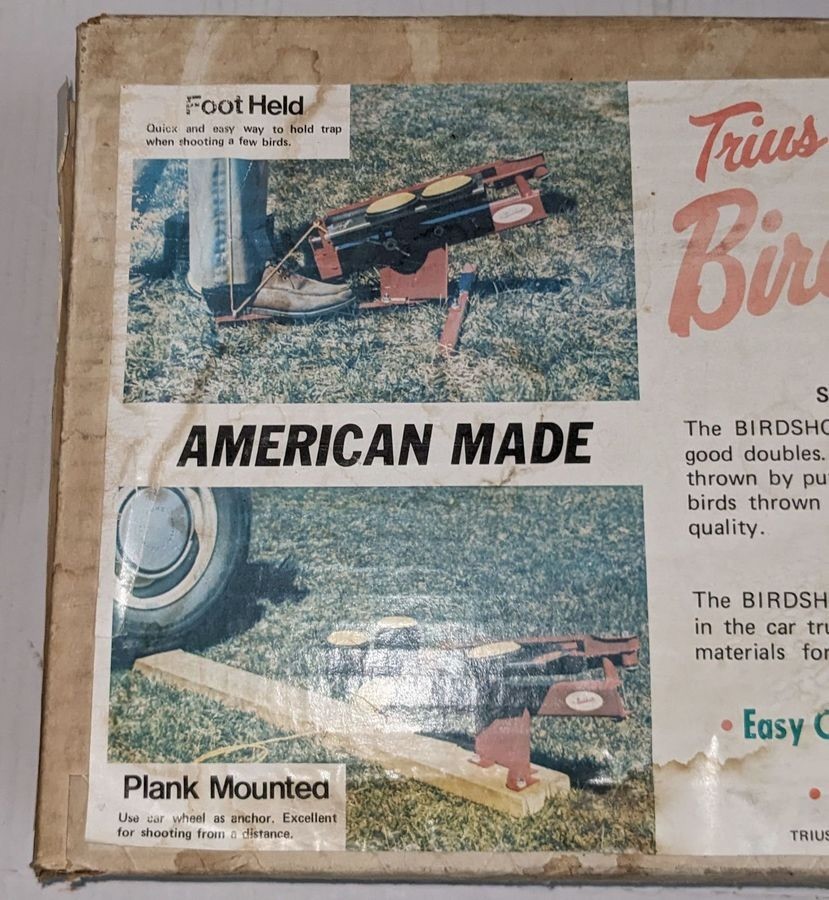 Foot Held
Quick and easy way to hold trap
when shooting a few birds.
AMERICAN MADE
Plank Mounted
Use car wheel as anchor. Excellent
for shooting from a distance.
Trius
Bir
S
The BIRDSHO
good doubles.
thrown by pu
birds thrown
quality.
The BIRDSH
in the car tru
materials for
• Easy C
•
TRIUS